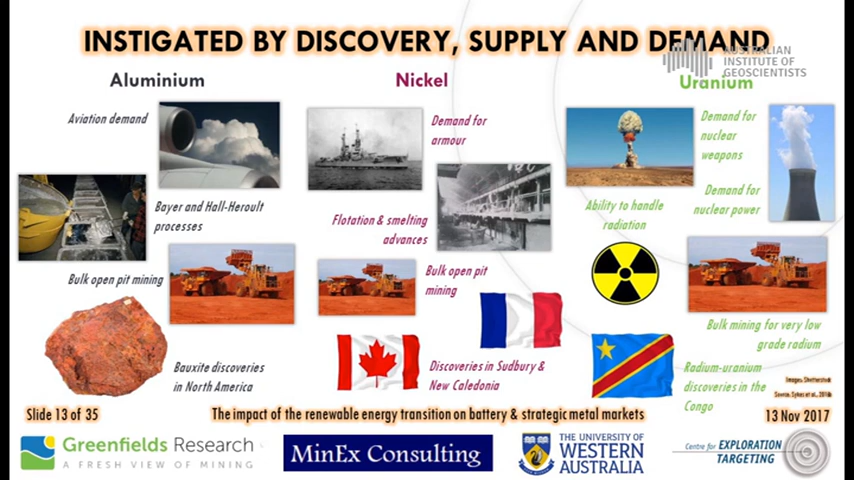 INSTIGATED BY DISCOVERY, SUPPLY AND DEMAND
AUSTRALIAN
INSTITUTE OF
GEOSCIENTISTS
Aluminium
Aviation demand
Bayer and Hall-Heroult
processes
Bulk open pit mining
Bauxite discoveries
in North America
Nickel
Demand for
armour
Flotation & smelting
advances
Bulk open pit
mining
Discoveries in Sudbury &
New Caledonia
Uranium
Demand for
nuclear
weapons
Demand for
nuclear power
Ability to handle
radiation
Bulk mining for very low
grade radium
Radium-uranium
discoveries in the
Congo
Images: Shutterstock
Source: Sykes et al., 2016
Slide 13 of 35
The impact of the renewable energy transition on battery & strategic metal markets
13 Nov 2017
Greenfields Research
A FRESH VIEW OF MINING
MinEx Consulting
THE UNIVERSITY OF
WESTERN
AUSTRALIA
Centre for EXPLORATION
TARGETING